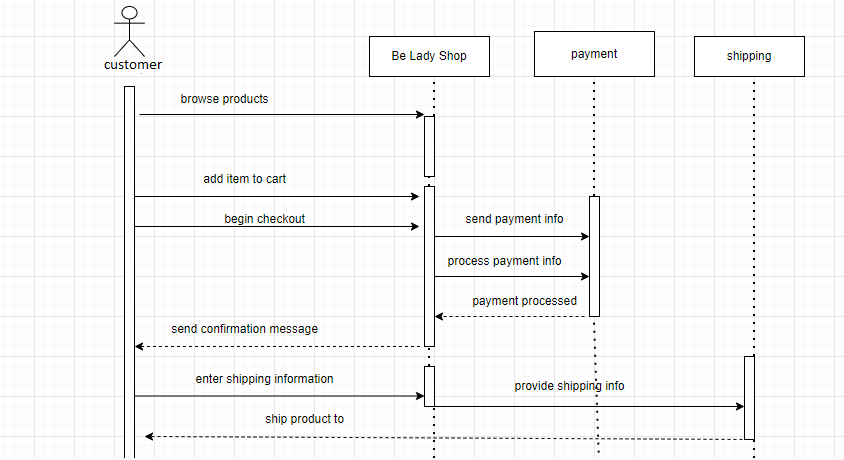 customer
Be Lady Shop
payment
shipping
browse products
add item to cart
begin checkout
send payment info
process payment info
payment processed
send confirmation message
enter shipping information
provide shipping info
ship product to